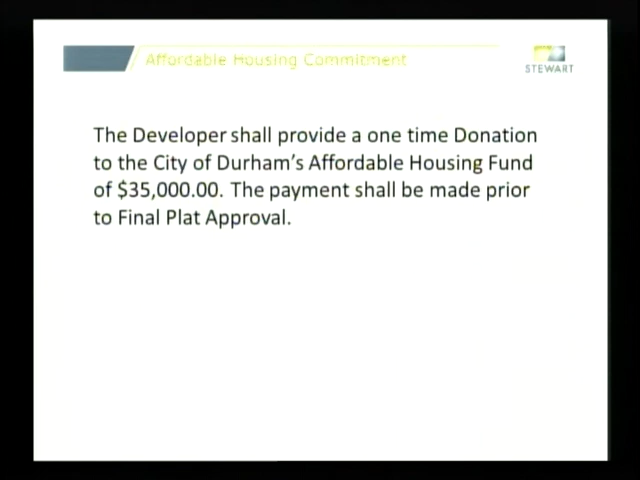 Affordable Housing Commitment
STEWART
The Developer shall provide a one time Donation
to the City of Durham's Affordable Housing Fund
of $35,000.00. The payment shall be made prior
to Final Plat Approval.